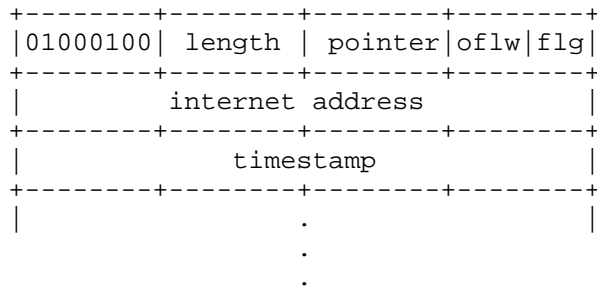 +--------+--------+--------+--------+
|01000100| length | pointer|oflw|flg|
+--------+--------+--------+--------+
|         internet address          |
+--------+--------+--------+--------+
|             timestamp             |
+--------+--------+--------+--------+
|                 .                 |
                  .
                  .